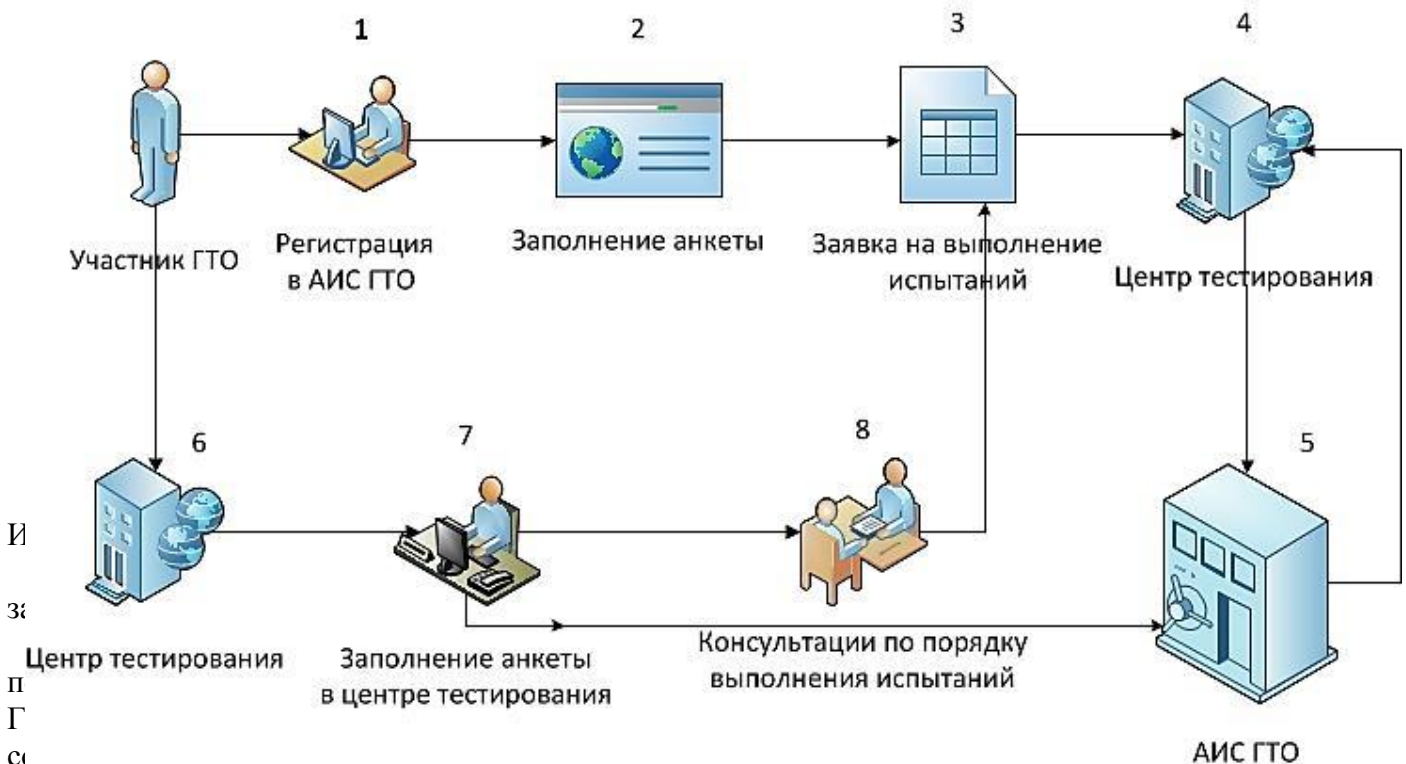 1
2
3
4
Участник ГТО
Регистрация
в АИС ГТО
Заполнение анкеты
Заявка на выполнение
испытаний
Центр тестирования
6
7
8
5
Центр тестирования
Заполнение анкеты
в центре тестирования
Консультации по порядку
выполнения испытаний
АИС ГТО